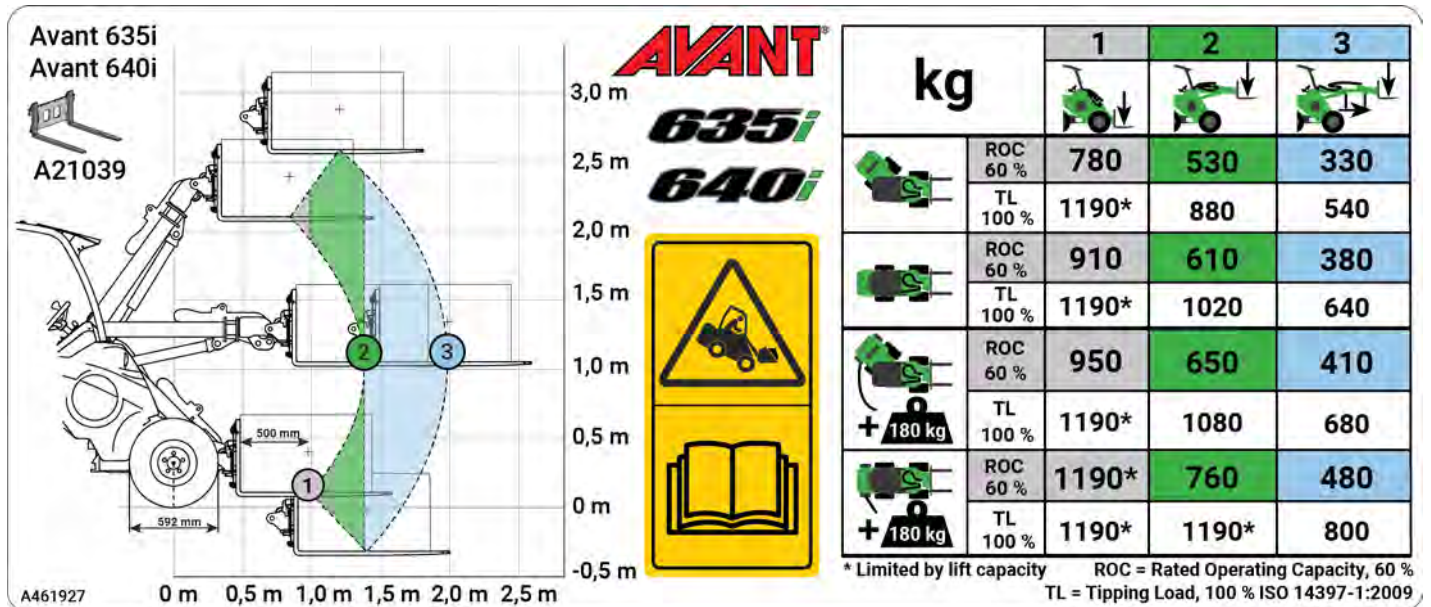 Avant 635i
Avant 640i
A21039
3,0 m
2,5 m
2,0 m
1,5 m
1,0 m
0,5 m
0 m
-0,5 m
2
3
500 mm
1
592 mm
A461927
0 m 0,5 m 1,0 m 1,5 m 2,0 m 2,5 m
AVANT®
635i
640i
kg 1 2 3
ROC 60 % 780 530 330
TL 100 % 1190* 880 540
ROC 60 % 910 610 380
TL 100 % 1190* 1020 640
ROC 60 % 950 650 410
+ 180 kg TL 100 % 1190* 1080 680
ROC 60 % 1190* 760 480
+ 180 kg TL 100 % 1190* 1190* 800
* Limited by lift capacity ROC = Rated Operating Capacity, 60 %
TL = Tipping Load, 100 % ISO 14397-1:2009